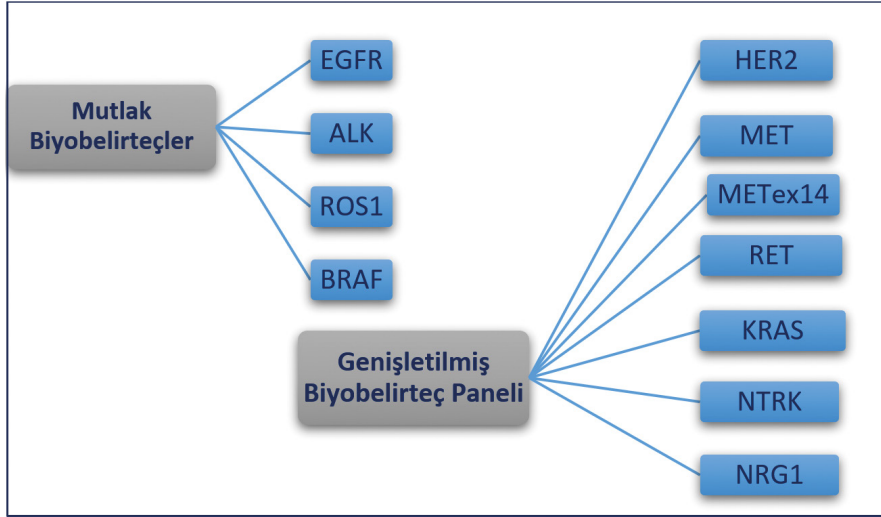 Mutlak
Biyobelirteçler
EGFR
ALK
ROS1
BRAF
Genişletilmiş
Biyobelirteç Paneli
HER2
MET
METex14
RET
KRAS
NTRK
NRG1